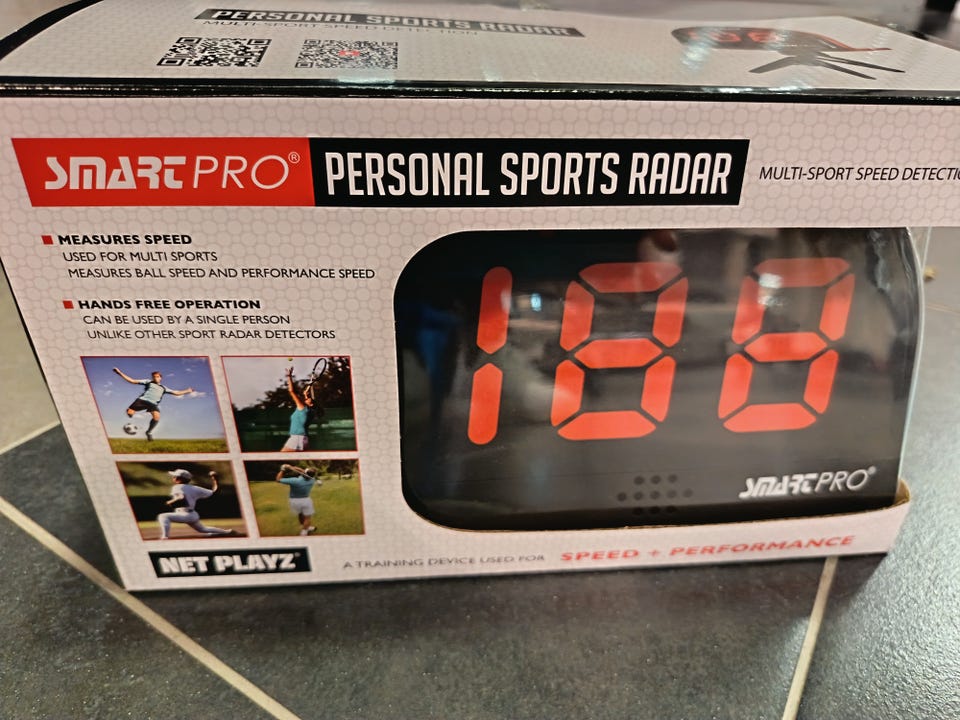 PERSONAL SPORTS RADAR
MULTI-SPORT SPEED DETECTION
SMARTPRO®
PERSONAL SPORTS RADAR
MULTI-SPORT SPEED DETECTIO
MEASURES SPEED
USED FOR MULTI SPORTS
MEASURES BALL SPEED AND PERFORMANCE SPEED
HANDS FREE OPERATION
CAN BE USED BY A SINGLE PERSON
UNLIKE OTHER SPORT RADAR DETECTORS
188
SMARTPRO®
NET PLAYZ®
A TRAINING DEVICE USED FOR SPEED + PERFORMANCE